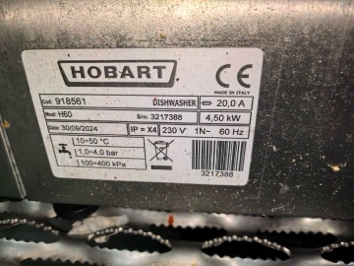 HOBART
CE
MADE IN ITALY
Cod: 918561 DISHWASHER 20,0 A
Mod: H60 S/n: 3217388 4,50 kW
Date: 30/09/2024 IP = X4 230 V 1N~ 60 Hz
10÷50 °C
1,0÷4,0 bar
100÷400 kPa
3217388